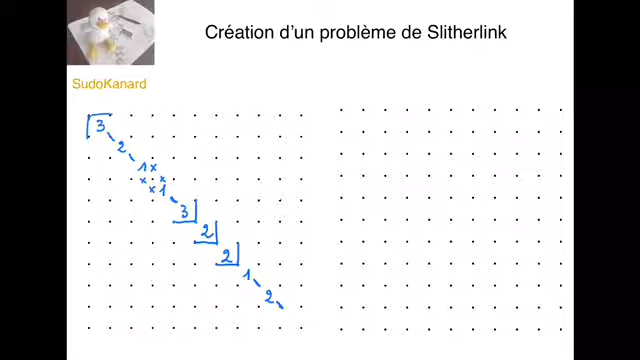 Création d'un problème de Slitherlink
SudoKanard
3
2
1 x
x x
x 1
3
2
2
1
2